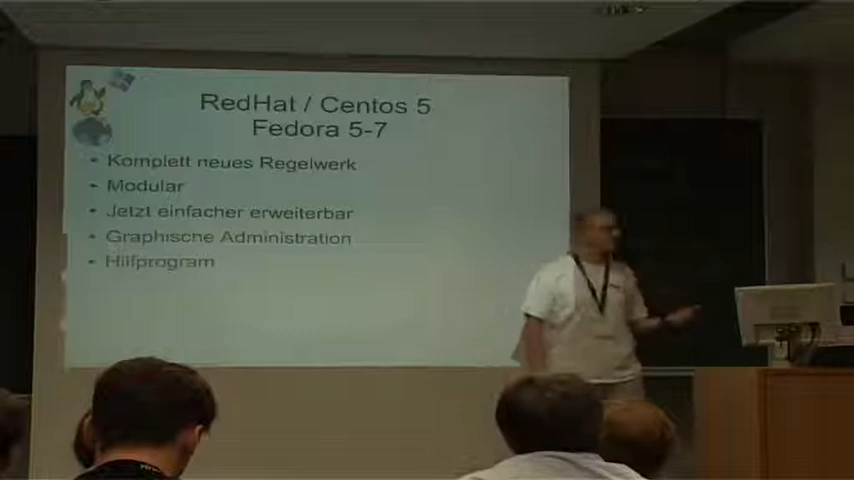 RedHat / Centos 5
Fedora 5-7
Komplett neues Regelwerk
Modular
Jetzt einfacher erweiterbar
Graphische Administration
Hilfprogram